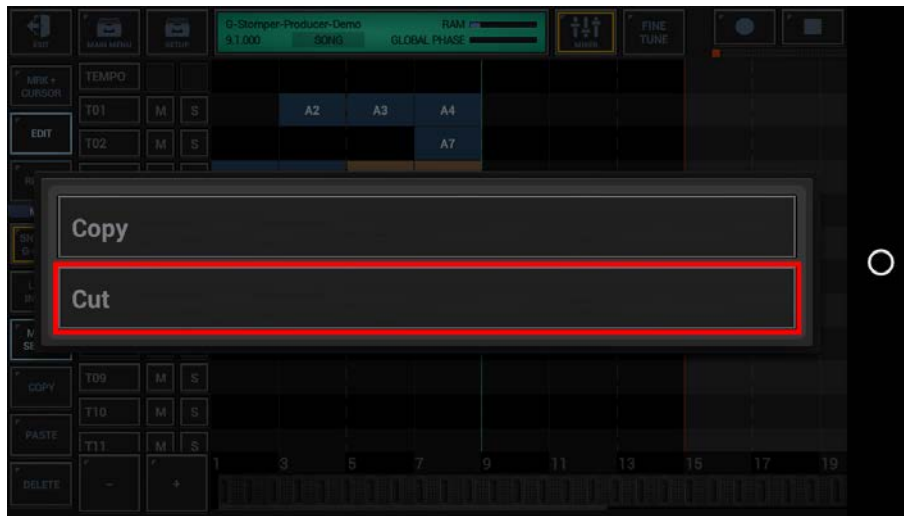 G-Stomper-Producer-Demo RAM
9.1.000 SONG GLOBAL PHASE
EXIT
MAIN MENU
SETUP
MIXER
FINE
TUNE
MRK +
CURSOR
TEMPO
T01 M S A2 A3 A4
EDIT
T02 M S A7
Copy
Cut
T09 M S
COPY
T10 M S
PASTE
T11 M S
1 3 5 7 9 11 13 15 17 19
DELETE - +